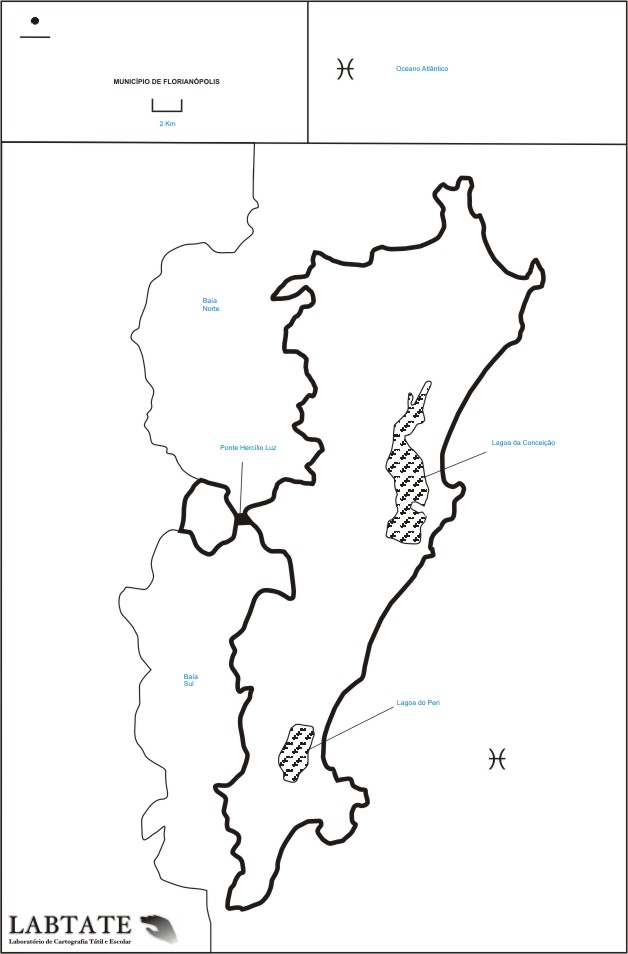 MUNICÍPIO DE FLORIANÓPOLIS
2 Km
Oceano Atlântico
Baía
Norte
Lagoa da Conceição
Ponte Hercílio Luz
Baía
Sul
Lagoa do Peri
LABTATE
Laboratório de Cartografia Tátil e Escolar